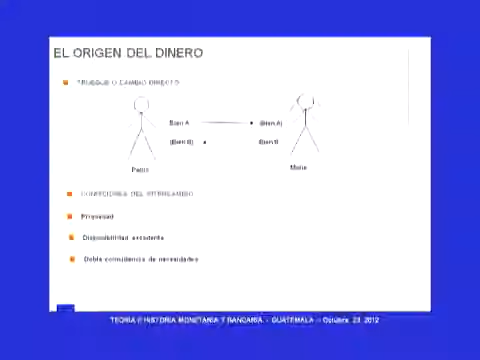 EL ORIGEN DEL DINERO
TRUEQUE O CAMBIO DIRECTO
Bien A (Bien A)
(Bien B) Bien B
Pedro
Maria
CONDICIONES DEL INTERCAMBIO
Propiedad
Disponibilidad excedente
Doble coincidencia de necesidades
TEORIA E HISTORIA MONETARIA Y BANCARIA. - GUATEMALA - Octubre 23 2012